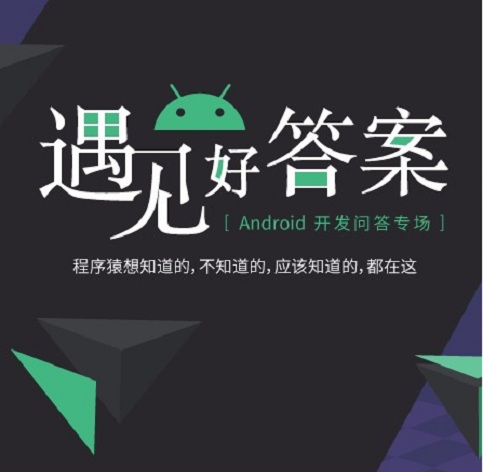 遇见好答案
[ Android 开发问答专场 ]
程序猿想知道的, 不知道的, 应该知道的, 都在这